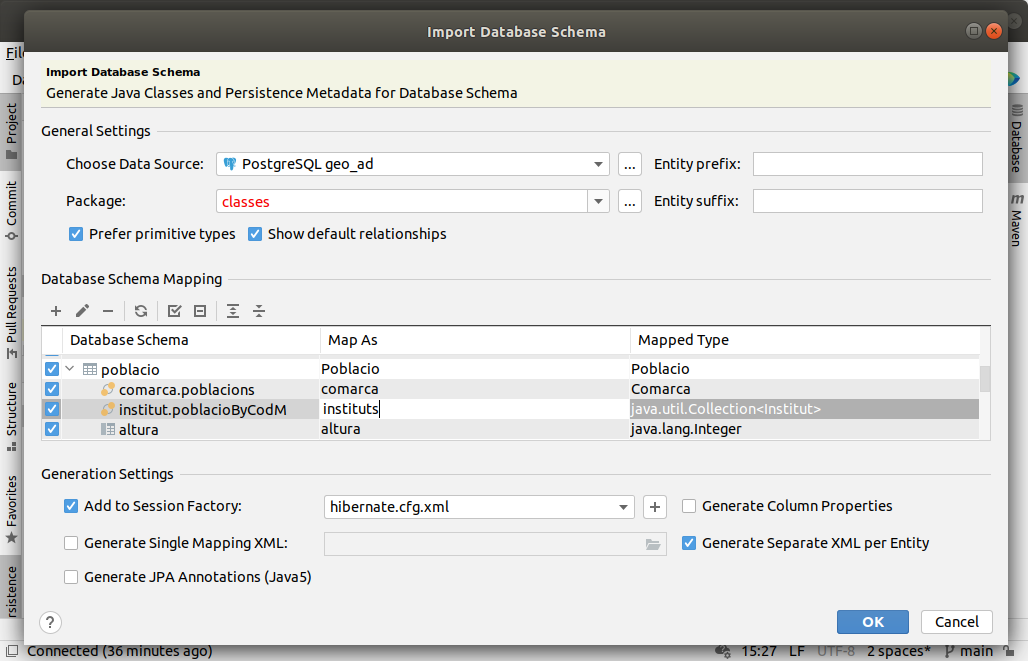 Import Database Schema
Import Database Schema
Generate Java Classes and Persistence Metadata for Database Schema
General Settings
Choose Data Source: PostgreSQL geo_ad ... Entity prefix:
Package: classes ... Entity suffix:
Prefer primitive types Show default relationships
Database Schema Mapping
Database Schema Map As Mapped Type
poblacio Poblacio Poblacio
comarca.poblacions comarca Comarca
institut.poblacioByCodM instituts java.util.Collection<Institut>
altura altura java.lang.Integer
Generation Settings
Add to Session Factory: hibernate.cfg.xml Generate Column Properties
Generate Single Mapping XML: Generate Separate XML per Entity
Generate JPA Annotations (Java5)
? OK Cancel
Project
Commit
Pull Requests
Structure
Favorites
rsistence
Database
m Maven
Connected (36 minutes ago) 15:27 LF UTF-8 2 spaces* main